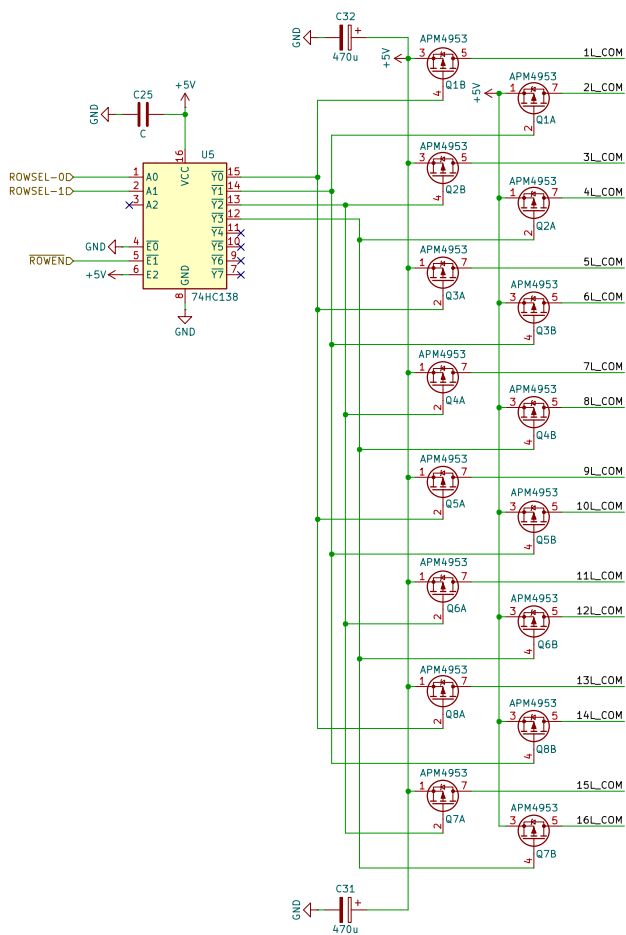 C32
GND
+
470u
+5V
APM4953
3
5
4
Q1B
1L_COM
+5V
APM4953
1
7
2
Q1A
2L_COM
C25
GND
C
+5V
U5
16
VCC
ROWSEL-0
1
A0
ROWSEL-1
2
A1
3
A2
GND
4
E0
ROWEN
5
E1
+5V
6
E2
GND
8
74HC138
GND
Y0
15
Y1
14
Y2
13
Y3
12
Y4
11
Y5
10
Y6
9
Y7
7
APM4953
3
5
4
Q2B
3L_COM
APM4953
1
7
2
Q2A
4L_COM
APM4953
1
7
2
Q3A
5L_COM
APM4953
3
5
4
Q3B
6L_COM
APM4953
1
7
2
Q4A
7L_COM
APM4953
3
5
4
Q4B
8L_COM
APM4953
1
7
2
Q5A
9L_COM
APM4953
3
5
4
Q5B
10L_COM
APM4953
1
7
2
Q6A
11L_COM
APM4953
3
5
4
Q6B
12L_COM
APM4953
1
7
2
Q8A
13L_COM
APM4953
3
5
4
Q8B
14L_COM
APM4953
1
7
2
Q7A
15L_COM
APM4953
3
5
4
Q7B
16L_COM
C31
GND
+
470u